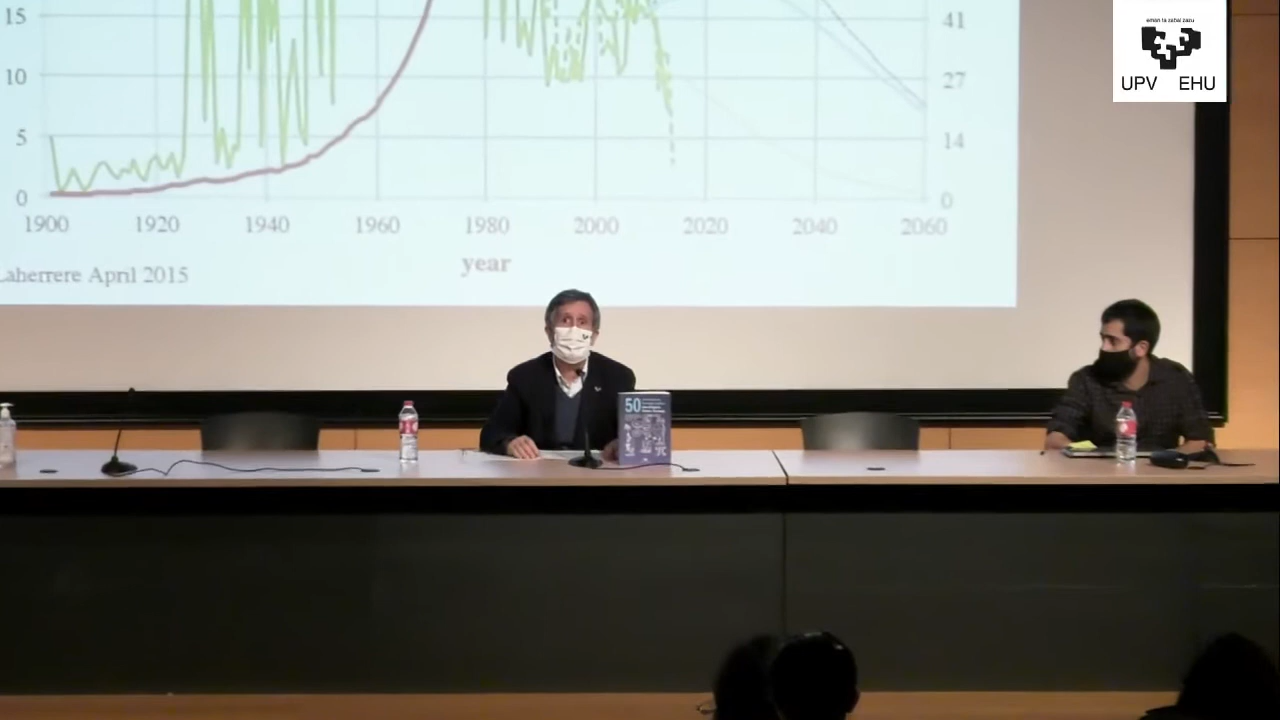 15
10
5
0
41
27
14
0
1900 1920 1940 1960 1980 2000 2020 2040 2060
year
Laherrere April 2015
eman ta zabal zazu
UPV EHU
50